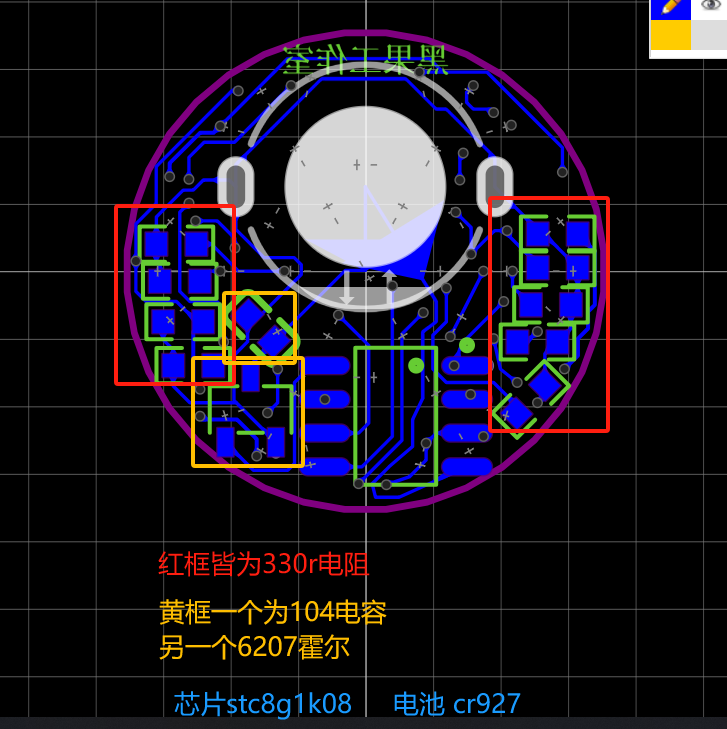 黑果工作室
红框皆为330r电阻
黄框一个为104电容
另一个6207霍尔
芯片stc8g1k08 电池 cr927